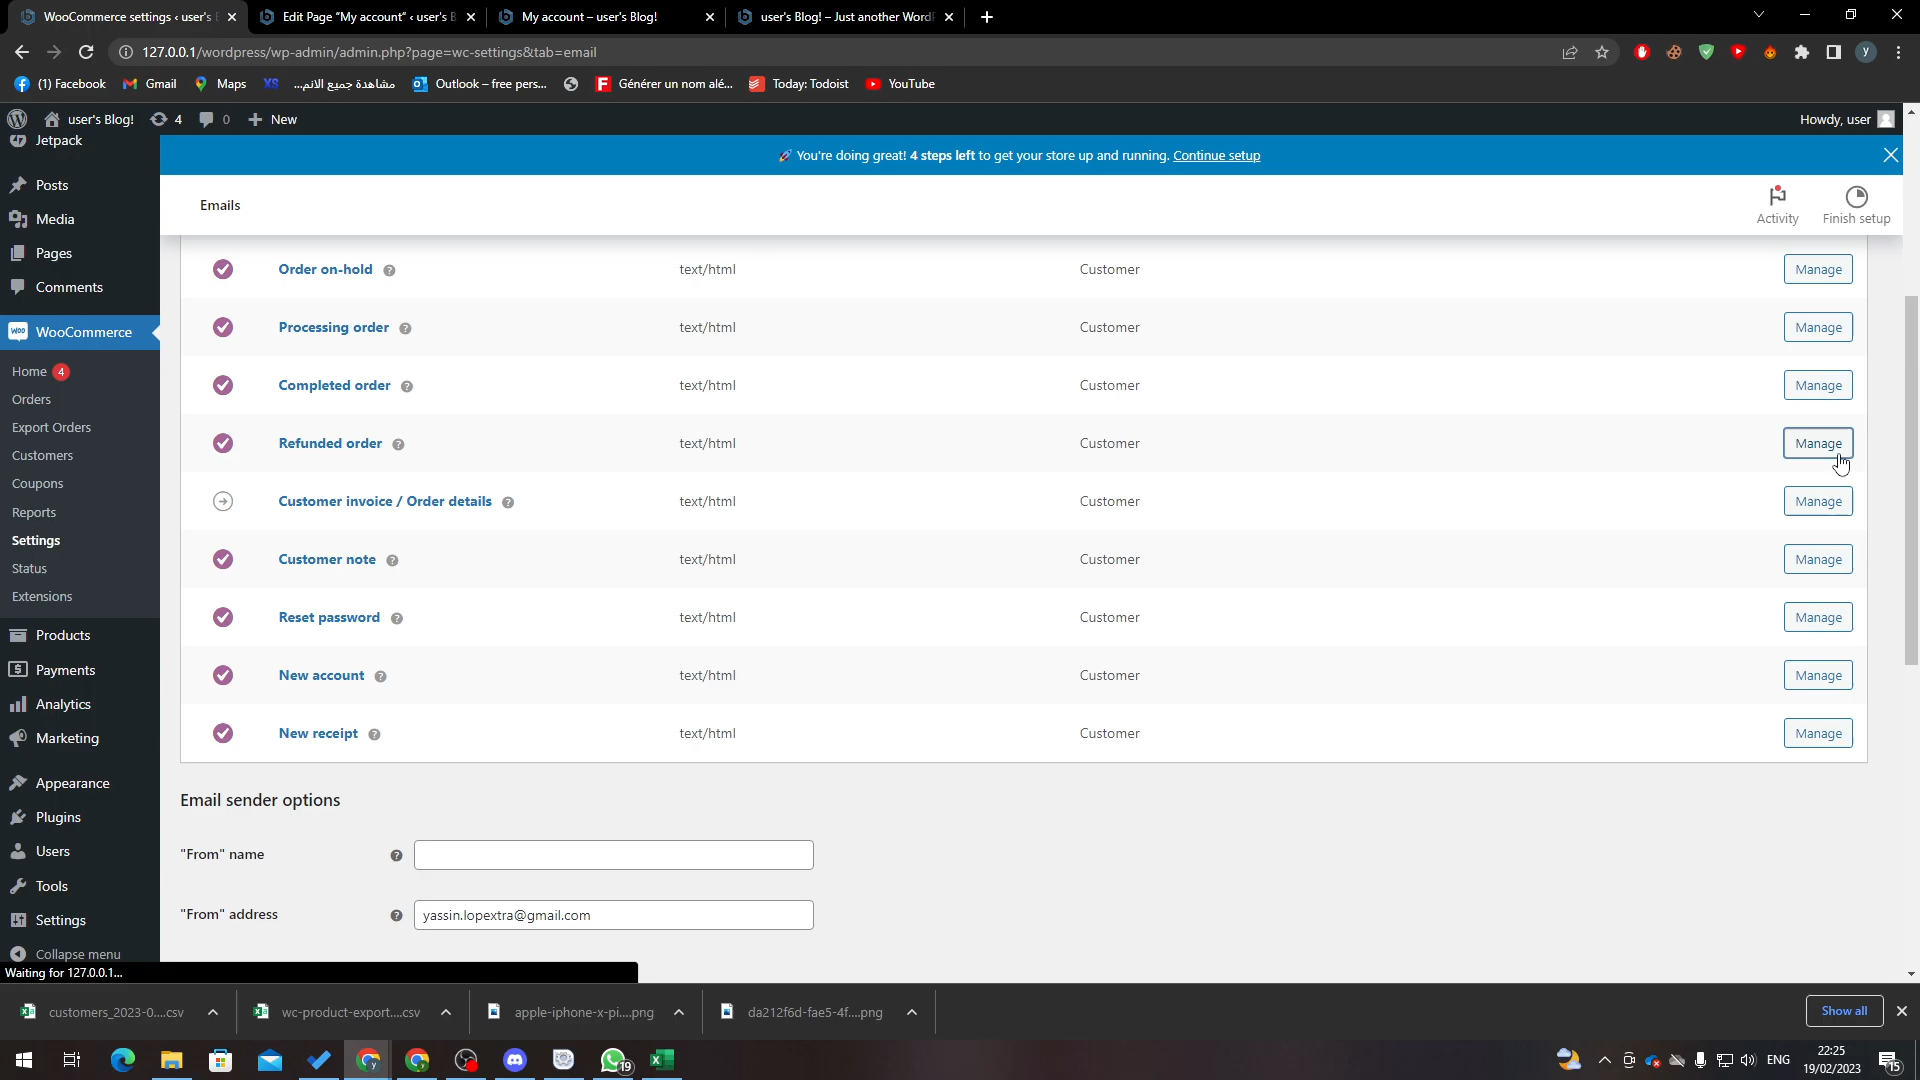 WooCommerce settings ‹ user's B
Edit Page "My account" ‹ user's B
My account – user's Blog!
user's Blog! – Just another WordP
127.0.0.1/wordpress/wp-admin/admin.php?page=wc-settings&tab=email
(1) Facebook
Gmail
Maps
مشاهدة جميع الانم...
Outlook – free pers...
Générer un nom alé...
Today: Todoist
YouTube
user's Blog!
4
0
New
Howdy, user
Jetpack
🚀 You're doing great! 4 steps left to get your store up and running. Continue setup
Posts
Media
Pages
Comments
WooCommerce
Home 4
Orders
Export Orders
Customers
Coupons
Reports
Settings
Status
Extensions
Products
Payments
Analytics
Marketing
Appearance
Plugins
Users
Tools
Settings
Collapse menu
Emails
Activity
Finish setup
Order on-hold text/html Customer Manage
Processing order text/html Customer Manage
Completed order text/html Customer Manage
Refunded order text/html Customer Manage
Customer invoice / Order details text/html Customer Manage
Customer note text/html Customer Manage
Reset password text/html Customer Manage
New account text/html Customer Manage
New receipt text/html Customer Manage
Email sender options
"From" name
"From" address
yassin.lopextra@gmail.com
Waiting for 127.0.0.1...
customers_2023-0....csv
wc-product-export....csv
apple-iphone-x-pi....png
da212f6d-fae5-4f....png
Show all
19
ENG
22:25
19/02/2023
15